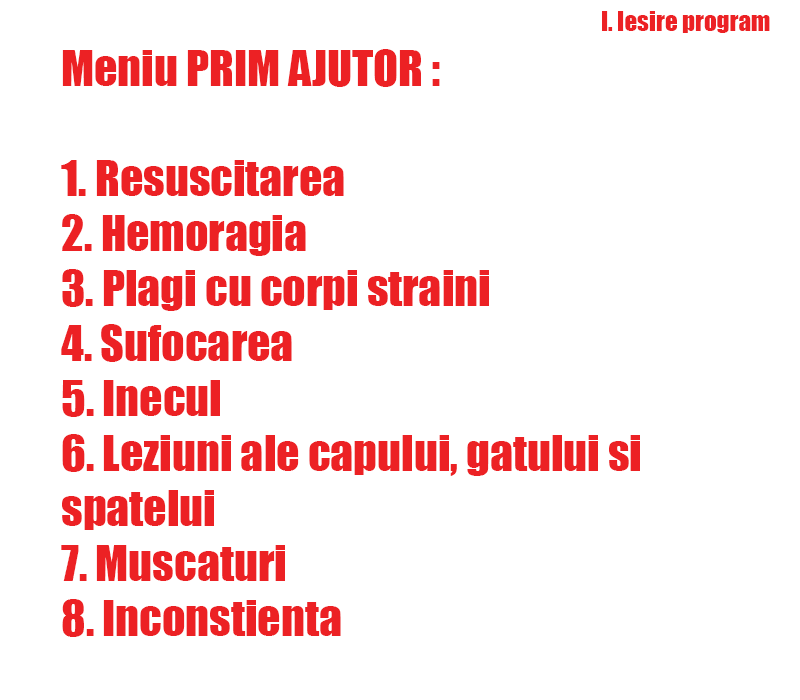 I. Iesire program
Meniu PRIM AJUTOR :
1. Resuscitarea
2. Hemoragia
3. Plagi cu corpi straini
4. Sufocarea
5. Inecul
6. Leziuni ale capului, gatului si
spatelui
7. Muscaturi
8. Inconstienta